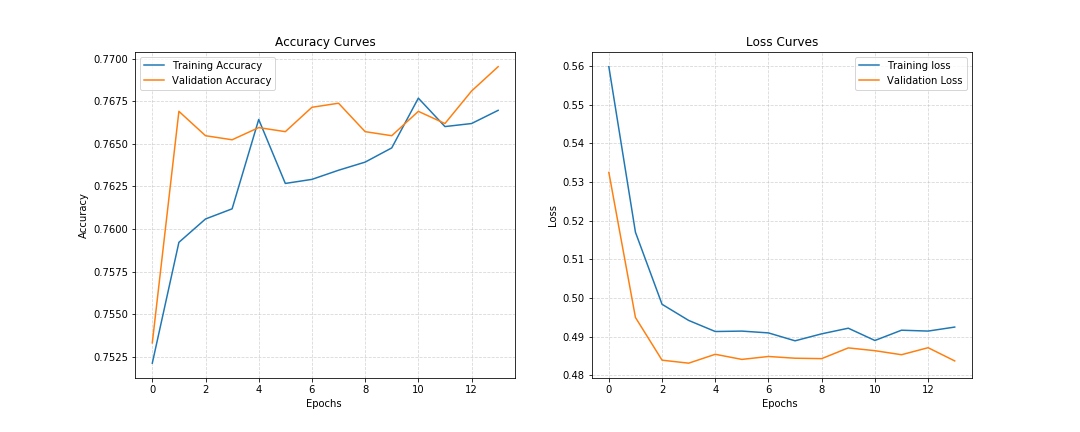 Accuracy Curves
Training Accuracy
Validation Accuracy
0.7700
0.7675
0.7650
0.7625
0.7600
0.7575
0.7550
0.7525
Accuracy
0 2 4 6 8 10 12
Epochs
Loss Curves
Training loss
Validation Loss
0.56
0.55
0.54
0.53
0.52
0.51
0.50
0.49
0.48
Loss
0 2 4 6 8 10 12
Epochs